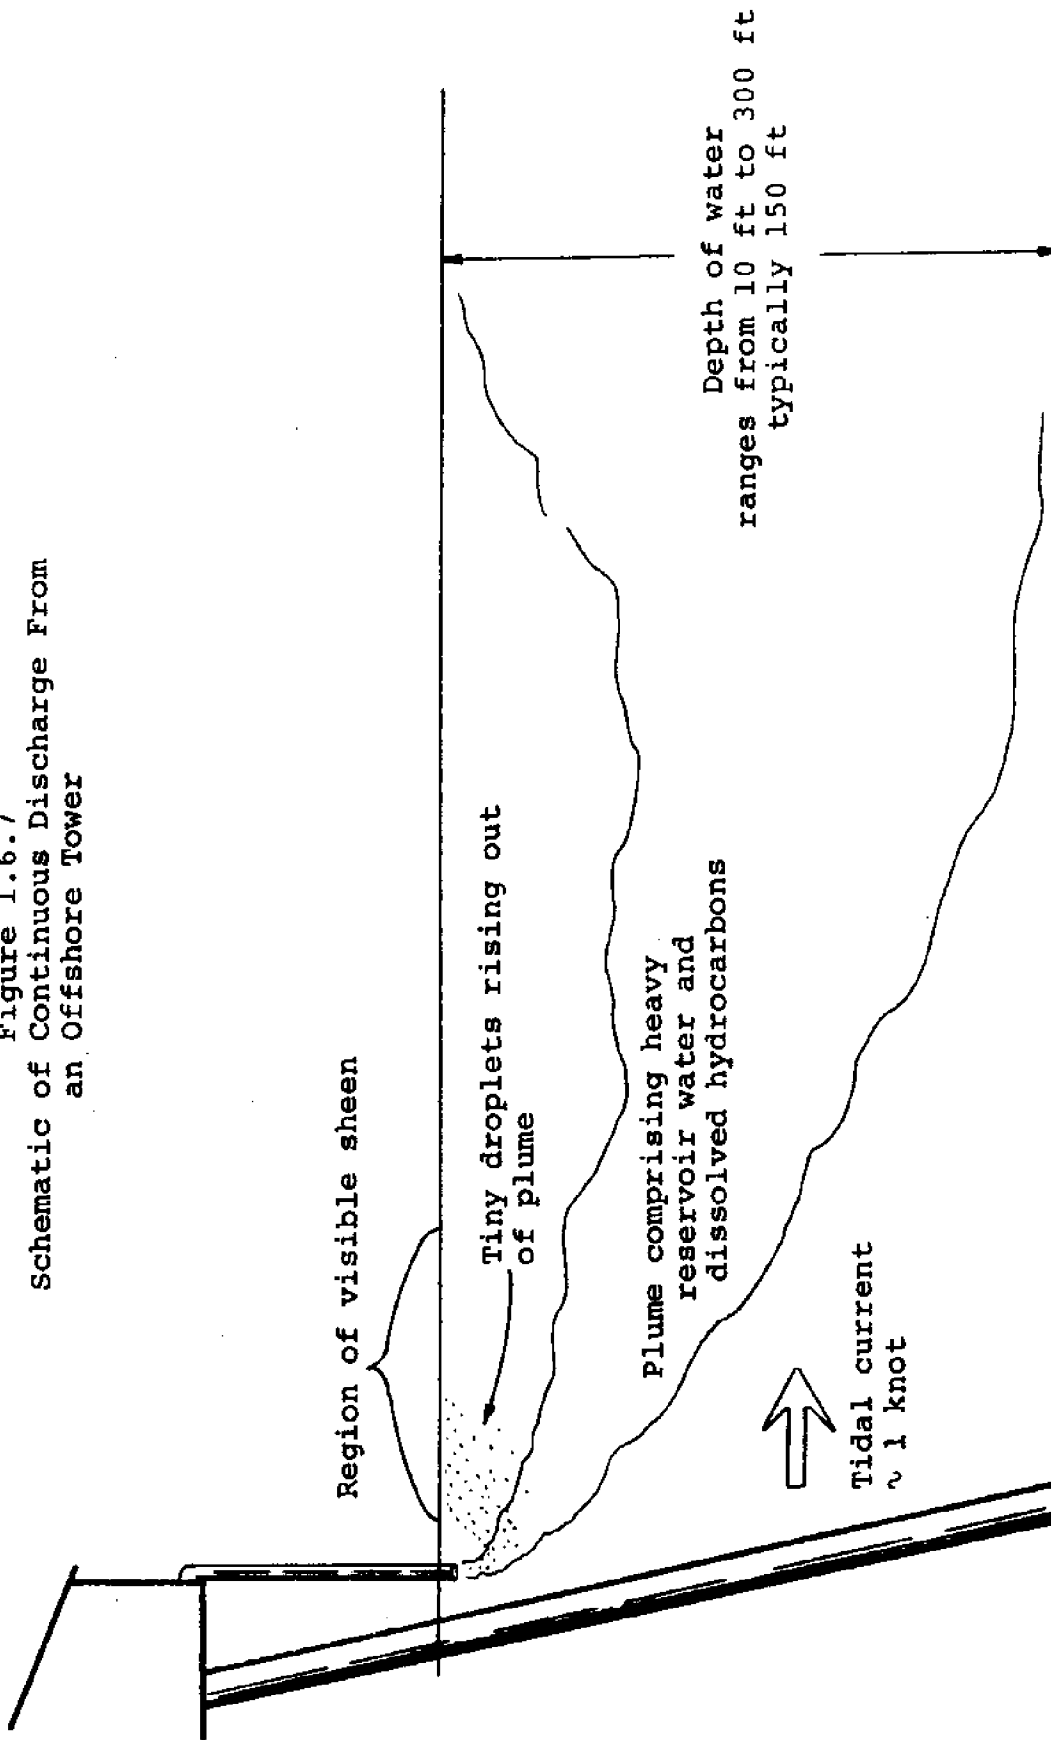 Figure 1.6.7
Schematic of Continuous Discharge From
an Offshore Tower
Region of visible sheen
Tiny droplets rising out
of plume
Plume comprising heavy
reservoir water and
dissolved hydrocarbons
Tidal current
~ 1 knot
Depth of water
ranges from 10 ft to 300 ft
typically 150 ft